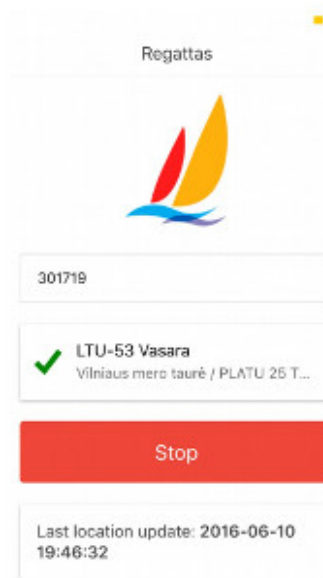 Regattas
301719
LTU-53 Vasara
Vilniaus mero taurė / PLATU 25 T...
Stop
Last location update: 2016-06-10
19:46:32